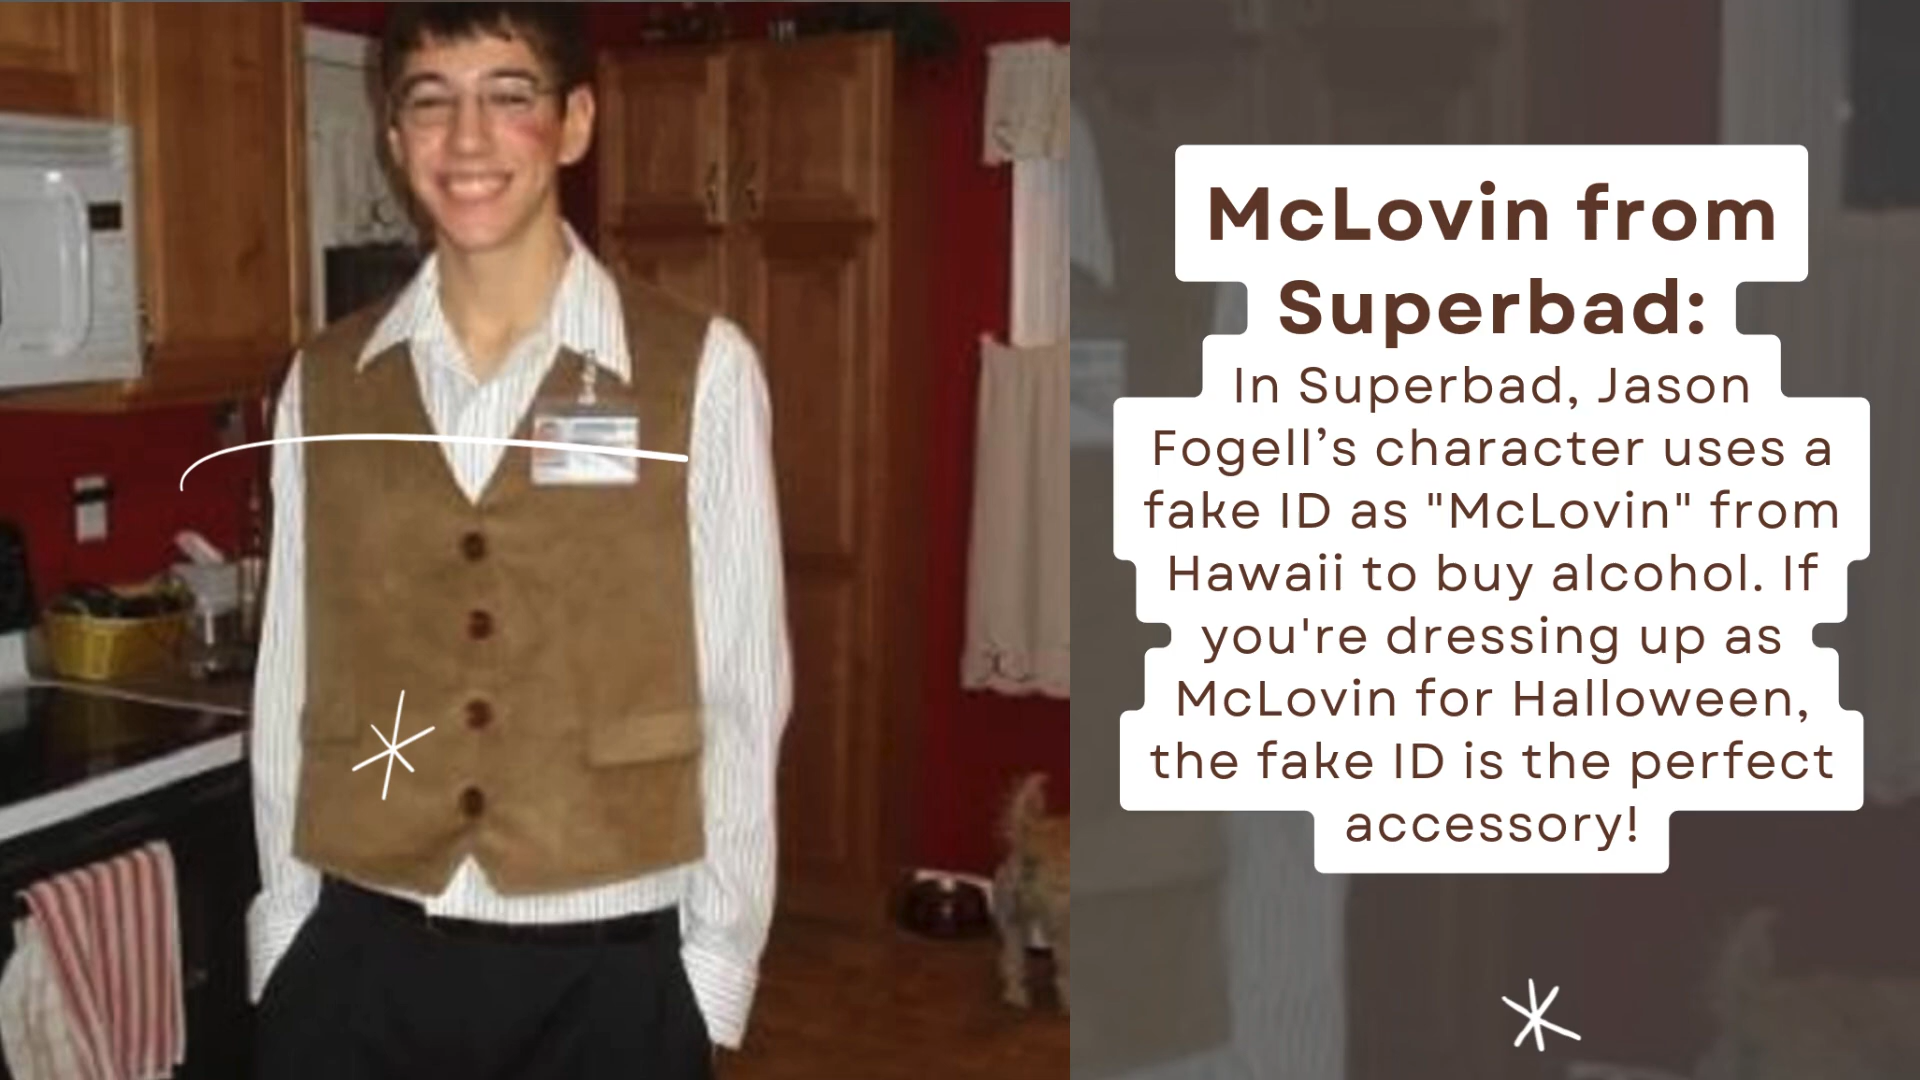 McLovin from
Superbad:
In Superbad, Jason
Fogell’s character uses a
fake ID as "McLovin" from
Hawaii to buy alcohol. If
you're dressing up as
McLovin for Halloween,
the fake ID is the perfect
accessory!